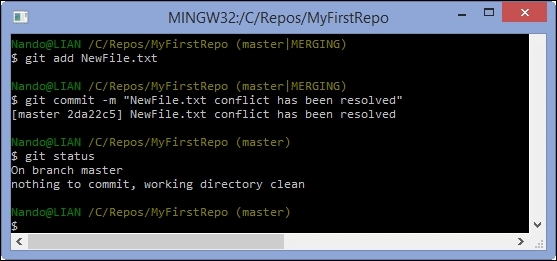 MINGW32:/C/Repos/MyFirstRepo
Nando@LIAN /C/Repos/MyFirstRepo (master|MERGING)
$ git add NewFile.txt
Nando@LIAN /C/Repos/MyFirstRepo (master|MERGING)
$ git commit -m "NewFile.txt conflict has been resolved"
[master 2da22c5] NewFile.txt conflict has been resolved
Nando@LIAN /C/Repos/MyFirstRepo (master)
$ git status
On branch master
nothing to commit, working directory clean
Nando@LIAN /C/Repos/MyFirstRepo (master)
$